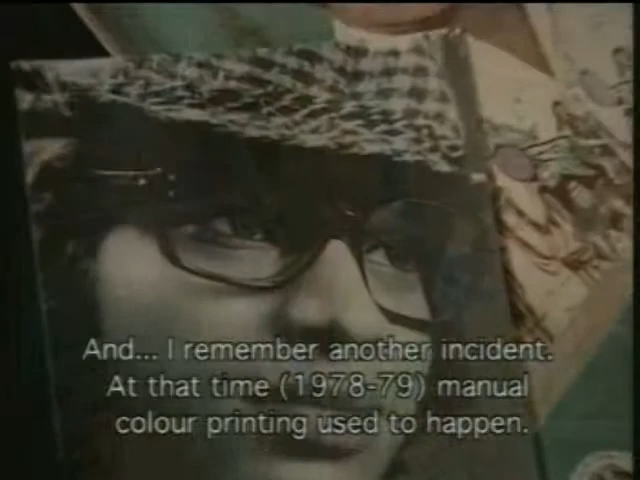 And... I remember another incident.
At that time (1978-79) manual
colour printing used to happen.